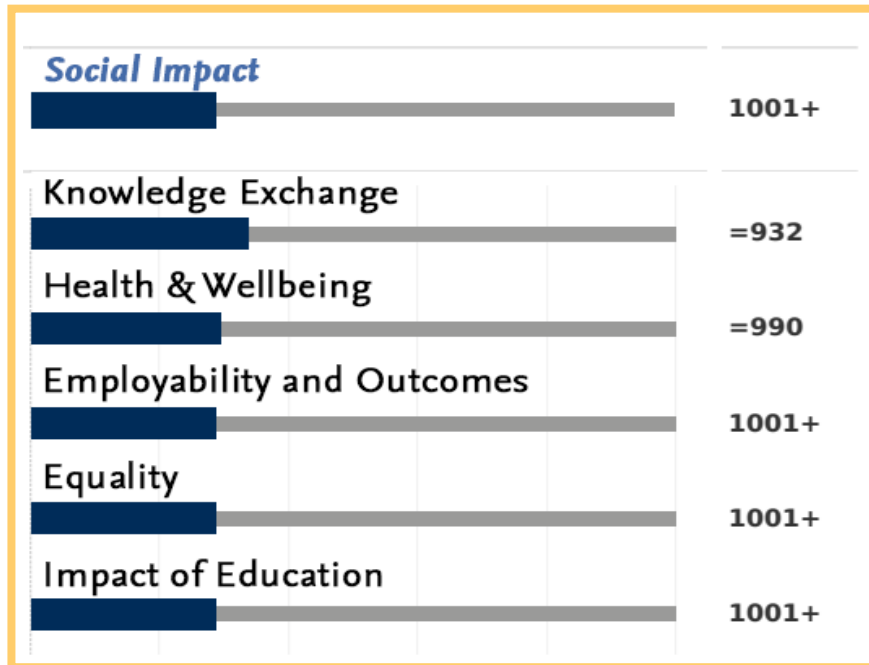 Social Impact
1001+
Knowledge Exchange
=932
Health & Wellbeing
=990
Employability and Outcomes
1001+
Equality
1001+
Impact of Education
1001+